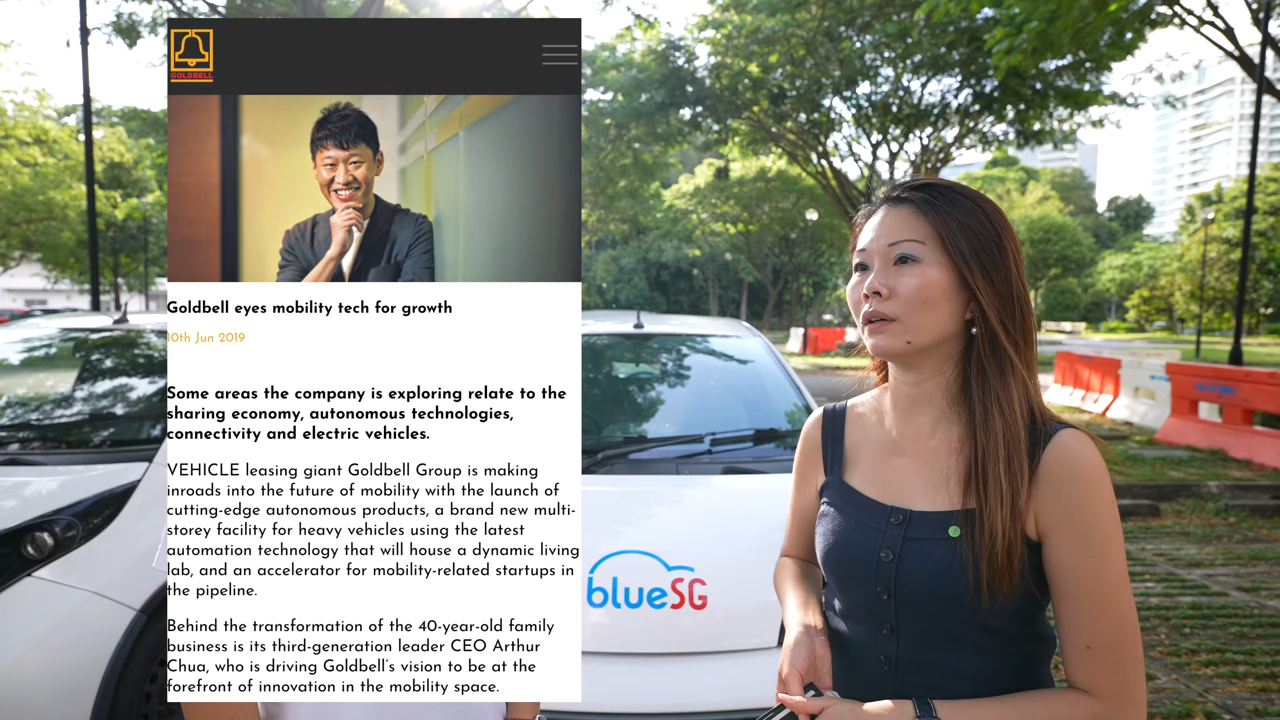 GOLDBELL
Goldbell eyes mobility tech for growth
10th Jun 2019
Some areas the company is exploring relate to the
sharing economy, autonomous technologies,
connectivity and electric vehicles.
VEHICLE leasing giant Goldbell Group is making
inroads into the future of mobility with the launch of
cutting-edge autonomous products, a brand new multi-
storey facility for heavy vehicles using the latest
automation technology that will house a dynamic living
lab, and an accelerator for mobility-related startups in
the pipeline.
Behind the transformation of the 40-year-old family
business is its third-generation leader CEO Arthur
Chua, who is driving Goldbell's vision to be at the
forefront of innovation in the mobility space.
blueSG